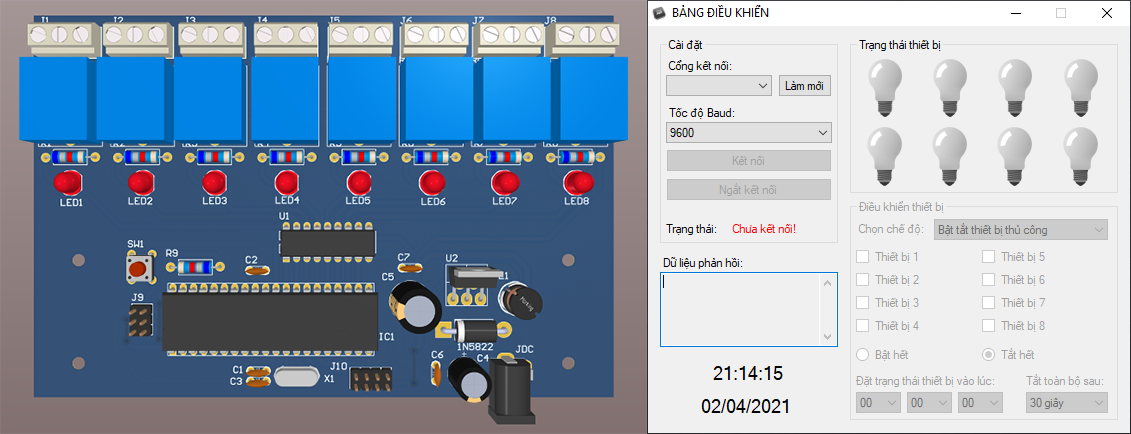 J1 J2 J3 J4 J5 J6 J7 J8
LED1 LED2 LED3 LED4 LED5 LED6 LED7 LED8
U1
SW1
R9
C2
C7
U2
C5
J9
IC1
1N5822
C4
JDC
C6
C1
C3
X1
J10
BẢNG ĐIỀU KHIỂN
Cài đặt
Cổng kết nối:
Làm mới
Tốc độ Baud:
9600
Kết nối
Ngắt kết nối
Trạng thái: Chưa kết nối!
Dữ liệu phản hồi:
21:14:15
02/04/2021
Trạng thái thiết bị
Điều khiển thiết bị
Chọn chế độ: Bật tắt thiết bị thủ công
Thiết bị 1 Thiết bị 5
Thiết bị 2 Thiết bị 6
Thiết bị 3 Thiết bị 7
Thiết bị 4 Thiết bị 8
Bật hết Tắt hết
Đặt trạng thái thiết bị vào lúc: Tắt toàn bộ sau:
00 00 00 30 giây